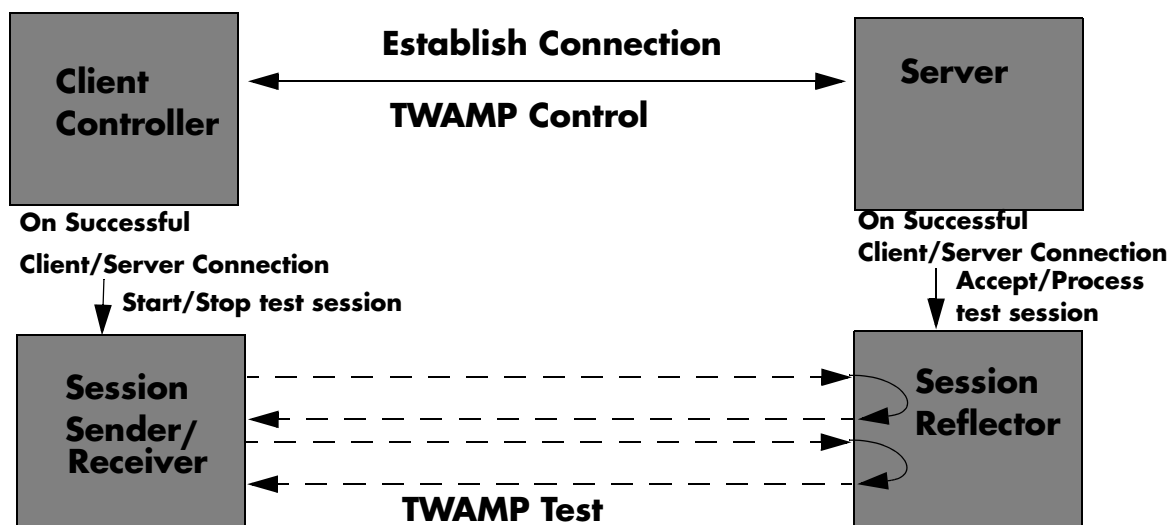 Establish Connection
Client
Controller
Server
TWAMP Control
On Successful
Client/Server Connection
Start/Stop test session
On Successful
Client/Server Connection
Accept/Process
test session
Session
Sender/
Receiver
Session
Reflector
TWAMP Test